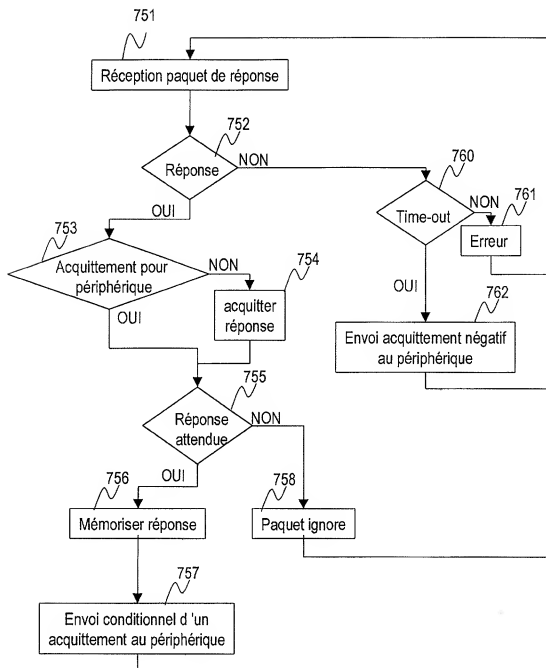 751
Réception paquet de réponse
752
Réponse
NON
760
Time-out
NON
761
Erreur
OUI
753
Acquittement pour
périphérique
NON
754
acquitter
réponse
OUI
OUI
762
Envoi acquittement négatif
au périphérique
755
Réponse
attendue
NON
OUI
756
Mémoriser réponse
758
Paquet ignore
757
Envoi conditionnel d 'un
acquittement au périphérique